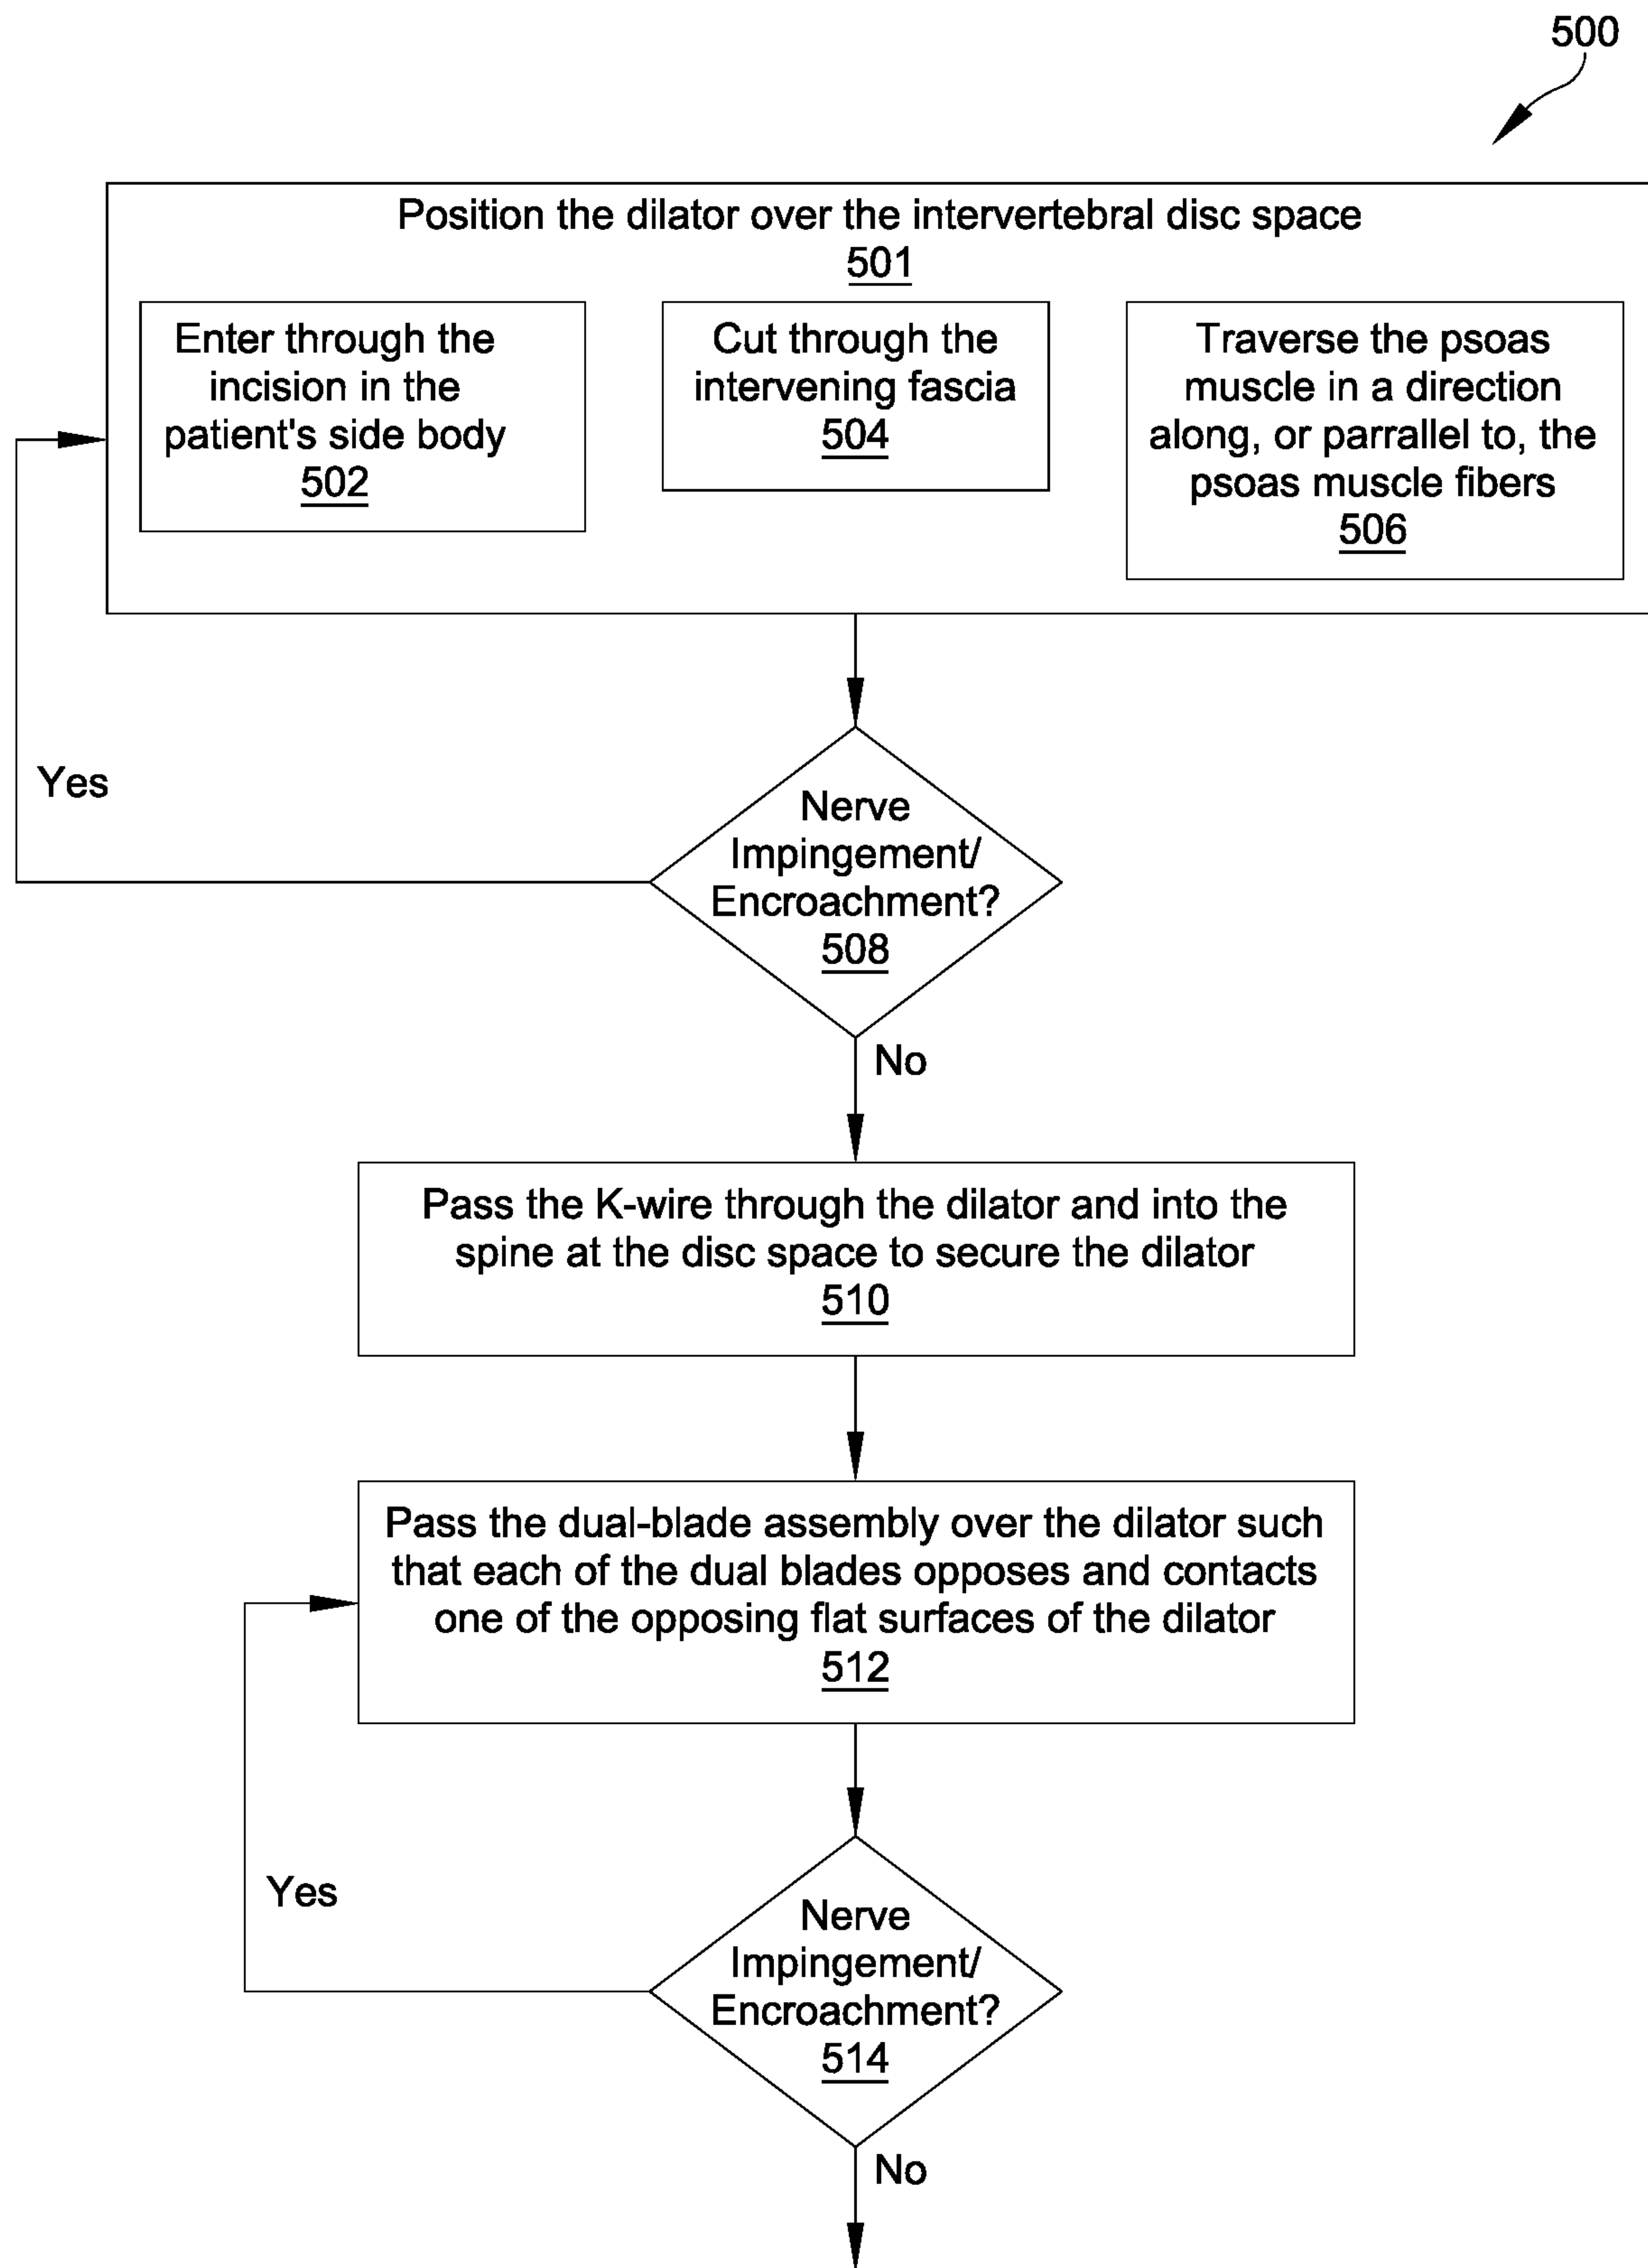 500
Position the dilator over the intervertebral disc space
501
Enter through the
incision in the
patient's side body
502
Cut through the
intervening fascia
504
Traverse the psoas
muscle in a direction
along, or parrallel to, the
psoas muscle fibers
506
Yes
Nerve
Impingement/
Encroachment?
508
No
Pass the K-wire through the dilator and into the
spine at the disc space to secure the dilator
510
Pass the dual-blade assembly over the dilator such
that each of the dual blades opposes and contacts
one of the opposing flat surfaces of the dilator
512
Yes
Nerve
Impingement/
Encroachment?
514
No